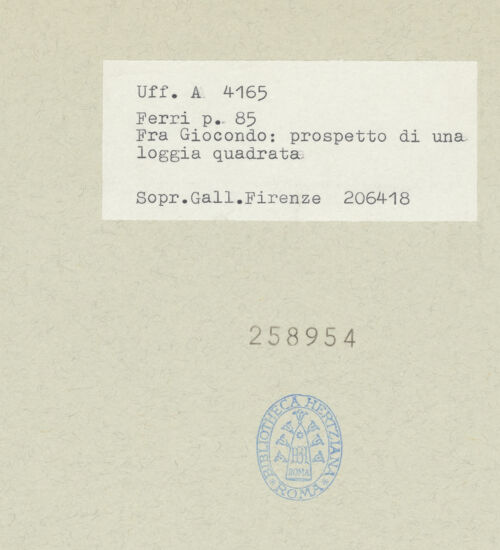 Uff. A 4165
Ferri p. 85
Fra Giocondo: prospetto di una
loggia quadrata
Sopr.Gall.Firenze 206418
258954
BIBLIOTHECA HERTZIANA
ROMA
ROMA